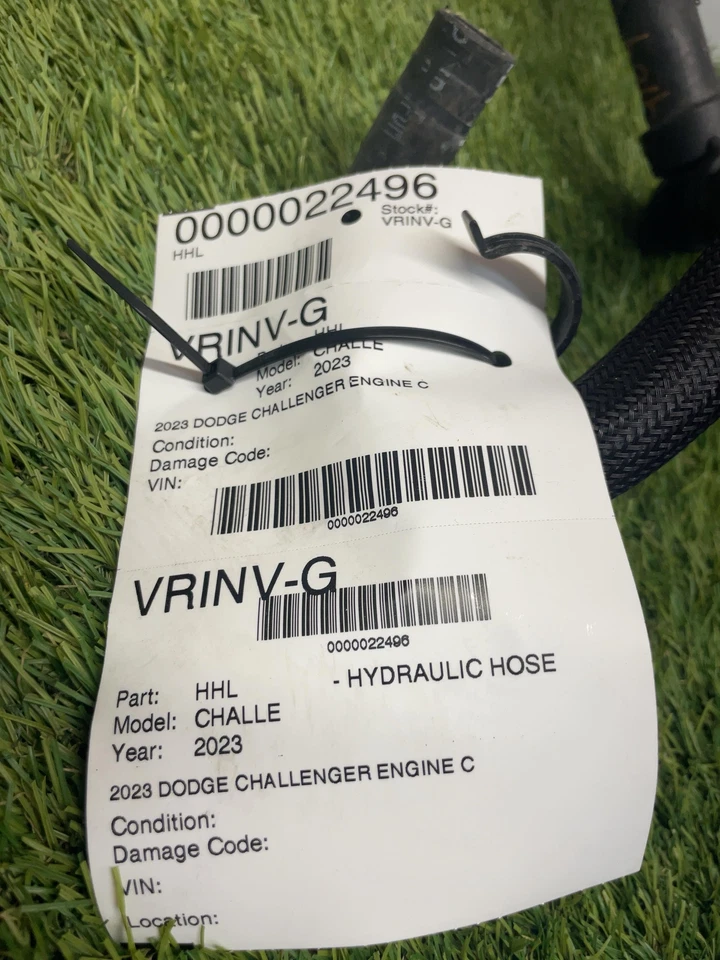 0000022496
Stock#:
VRINV-G
HHL
VRINV-G
HHL
Model: CHALLE
Year: 2023
2023 DODGE CHALLENGER ENGINE C
Condition:
Damage Code:
VIN:
0000022496
VRINV-G
0000022496
Part: HHL - HYDRAULIC HOSE
Model: CHALLE
Year: 2023
2023 DODGE CHALLENGER ENGINE C
Condition:
Damage Code:
VIN:
Location: